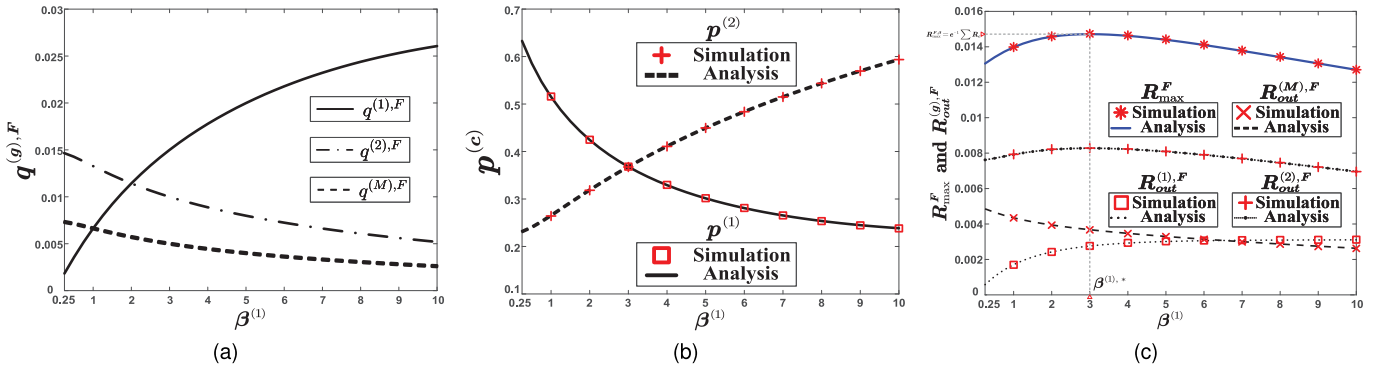 0.03
0.025
0.02
0.015
0.01
0.005
0
q^{(g),F}
q^{(1),F}
q^{(2),F}
q^{(M),F}
0.25 1 2 3 4 5 6 7 8 9 10
β^{(1)}
(a)
0.7
0.6
0.5
0.4
0.3
0.2
0.1
p^{(c)}
p^{(2)}
Simulation
Analysis
p^{(1)}
Simulation
Analysis
0.25 1 2 3 4 5 6 7 8 9 10
β^{(1)}
(b)
0.016
0.014
0.012
0.01
0.008
0.006
0.004
0.002
0
R^F_{max} and R^{(g),F}_{out}
R^F_{max}
Simulation
Analysis
R^{(M),F}_{out}
Simulation
Analysis
R^{(1),F}_{out}
Simulation
Analysis
R^{(2),F}_{out}
Simulation
Analysis
β^{(1),*}
0.25 1 2 3 4 5 6 7 8 9 10
β^{(1)}
(c)